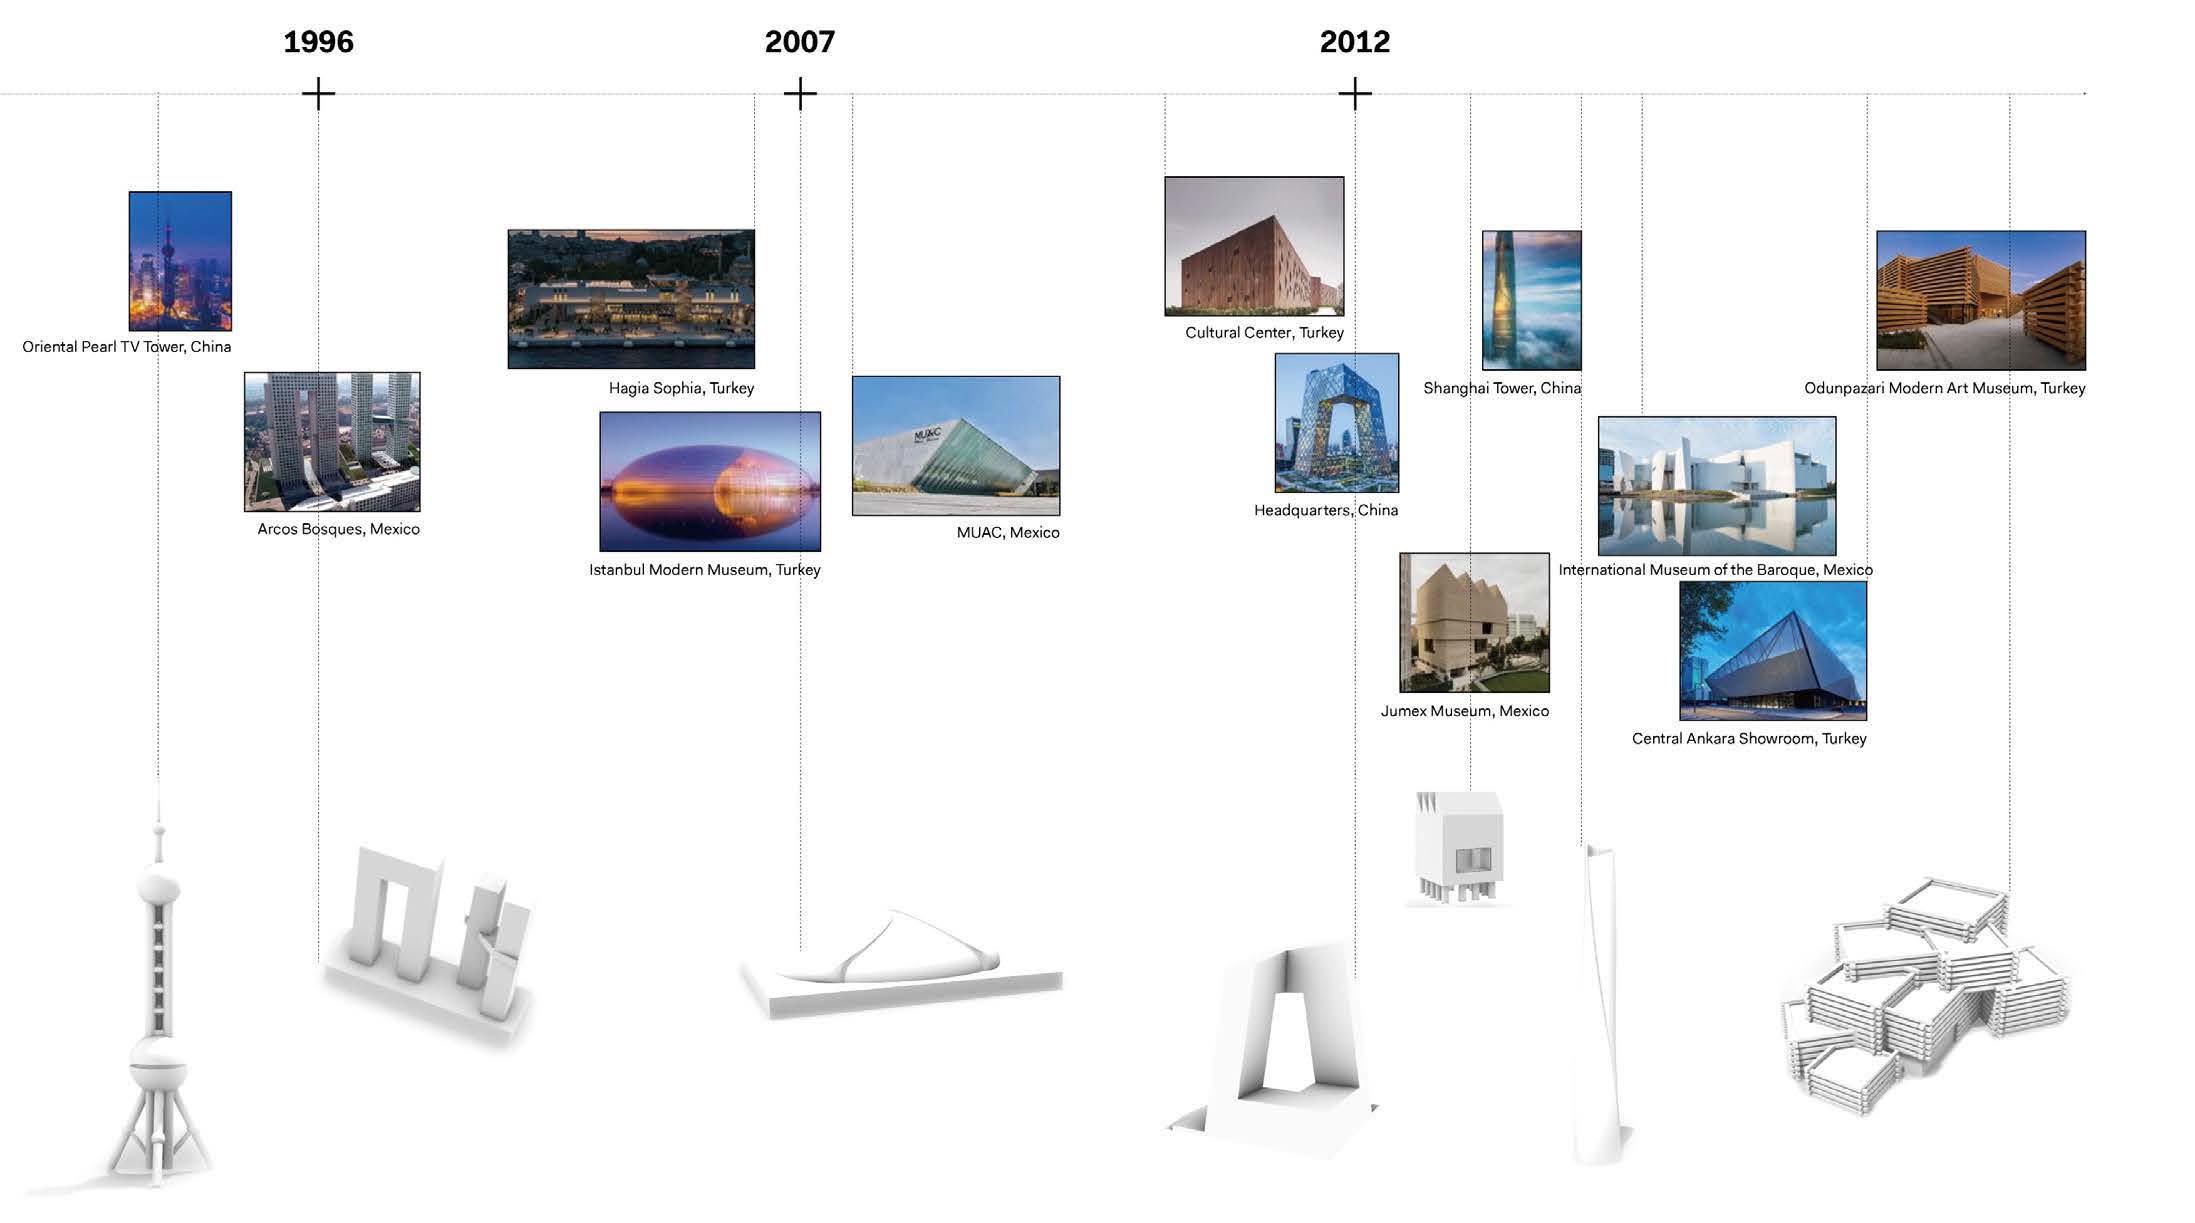 1996
2007
2012
Oriental Pearl TV Tower, China
Arcos Bosques, Mexico
Hagia Sophia, Turkey
Istanbul Modern Museum, Turkey
MUAC
MUAC, Mexico
Cultural Center, Turkey
Headquarters, China
Jumex Museum, Mexico
Shanghai Tower, China
International Museum of the Baroque, Mexico
Central Ankara Showroom, Turkey
Odunpazari Modern Art Museum, Turkey